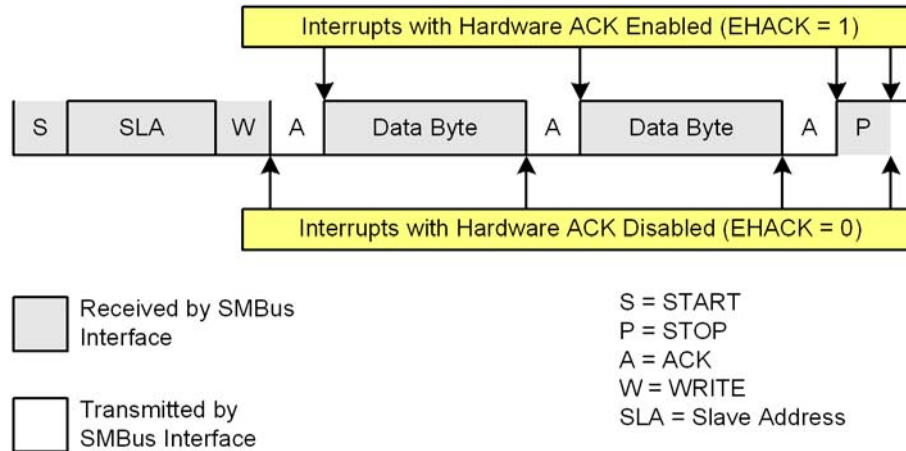 Interrupts with Hardware ACK Enabled (EHACK = 1)
S SLA W A Data Byte A Data Byte A P
Interrupts with Hardware ACK Disabled (EHACK = 0)
Received by SMBus
Interface
Transmitted by
SMBus Interface
S = START
P = STOP
A = ACK
W = WRITE
SLA = Slave Address